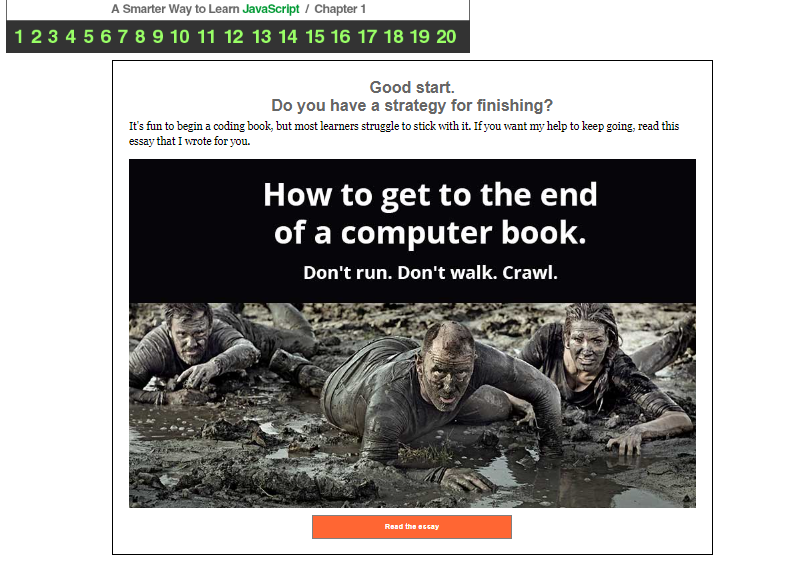 A Smarter Way to Learn JavaScript / Chapter 1
1 2 3 4 5 6 7 8 9 10 11 12 13 14 15 16 17 18 19 20
Good start.
Do you have a strategy for finishing?
It's fun to begin a coding book, but most learners struggle to stick with it. If you want my help to keep going, read this
essay that I wrote for you.
How to get to the end
of a computer book.
Don't run. Don't walk. Crawl.
Read the essay